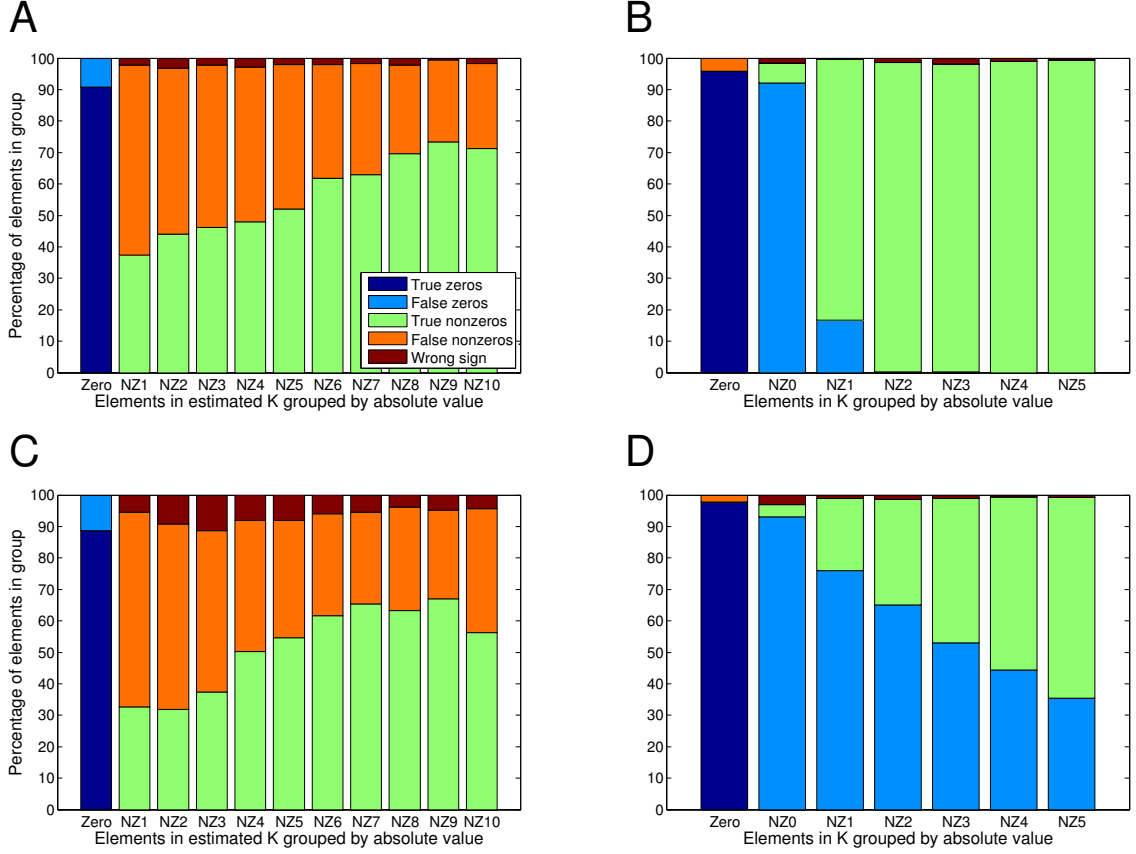 A
Percentage of elements in group
100
90
80
70
60
50
40
30
20
10
0
True zeros
False zeros
True nonzeros
False nonzeros
Wrong sign
Zero NZ1 NZ2 NZ3 NZ4 NZ5 NZ6 NZ7 NZ8 NZ9 NZ10
Elements in estimated K grouped by absolute value
B
100
90
80
70
60
50
40
30
20
10
0
Zero NZ0 NZ1 NZ2 NZ3 NZ4 NZ5
Elements in K grouped by absolute value
C
Percentage of elements in group
100
90
80
70
60
50
40
30
20
10
0
Zero NZ1 NZ2 NZ3 NZ4 NZ5 NZ6 NZ7 NZ8 NZ9 NZ10
Elements in estimated K grouped by absolute value
D
100
90
80
70
60
50
40
30
20
10
0
Zero NZ0 NZ1 NZ2 NZ3 NZ4 NZ5
Elements in K grouped by absolute value